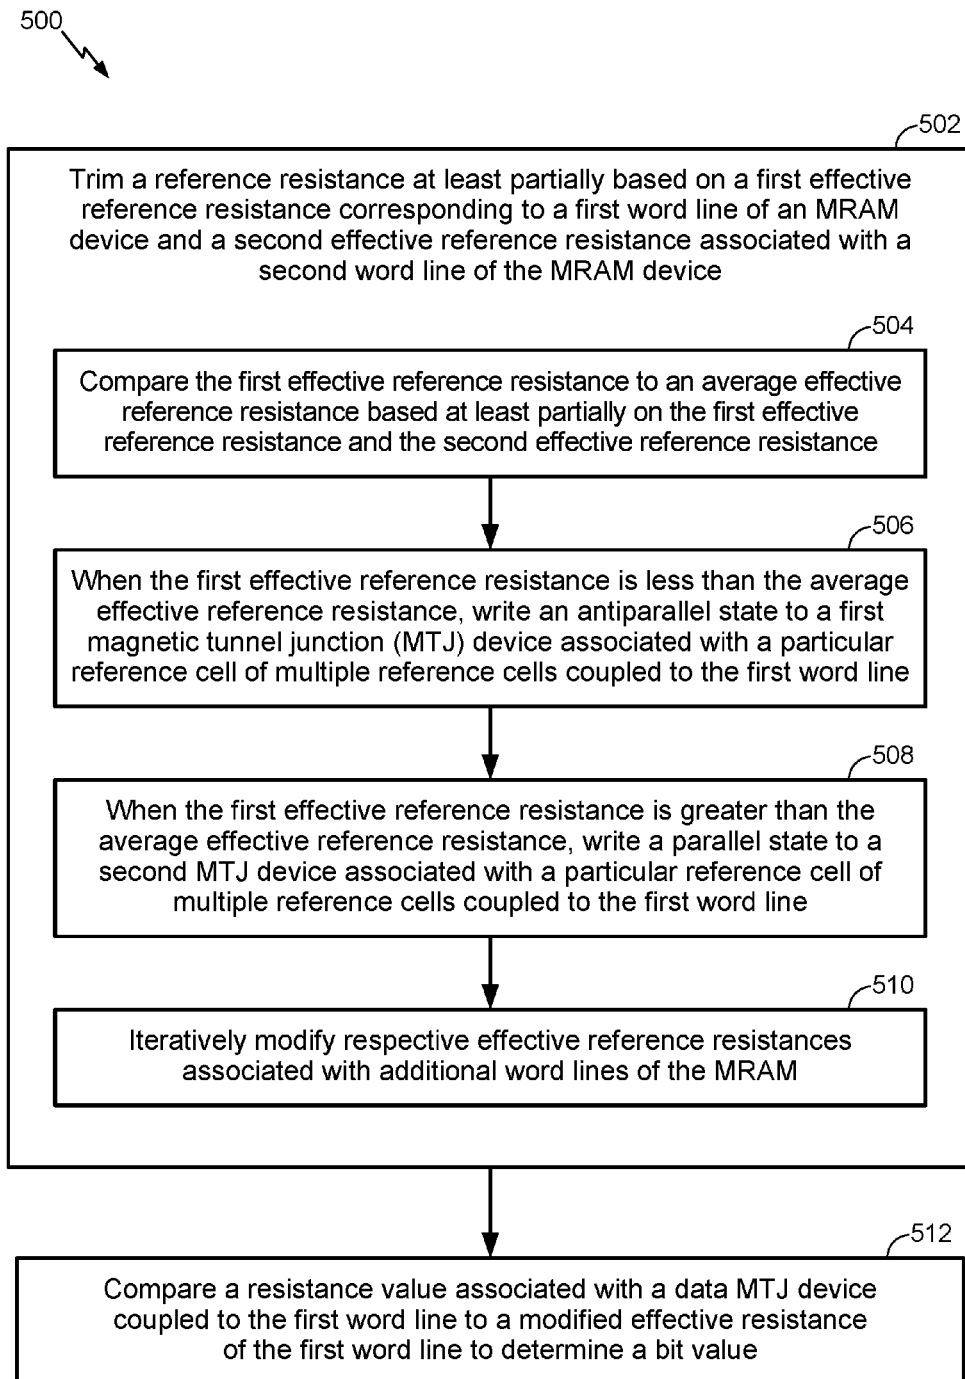 500
502
Trim a reference resistance at least partially based on a first effective
reference resistance corresponding to a first word line of an MRAM
device and a second effective reference resistance associated with a
second word line of the MRAM device
504
Compare the first effective reference resistance to an average effective
reference resistance based at least partially on the first effective
reference resistance and the second effective reference resistance
506
When the first effective reference resistance is less than the average
effective reference resistance, write an antiparallel state to a first
magnetic tunnel junction (MTJ) device associated with a particular
reference cell of multiple reference cells coupled to the first word line
508
When the first effective reference resistance is greater than the
average effective reference resistance, write a parallel state to a
second MTJ device associated with a particular reference cell of
multiple reference cells coupled to the first word line
510
Iteratively modify respective effective reference resistances
associated with additional word lines of the MRAM
512
Compare a resistance value associated with a data MTJ device
coupled to the first word line to a modified effective resistance
of the first word line to determine a bit value